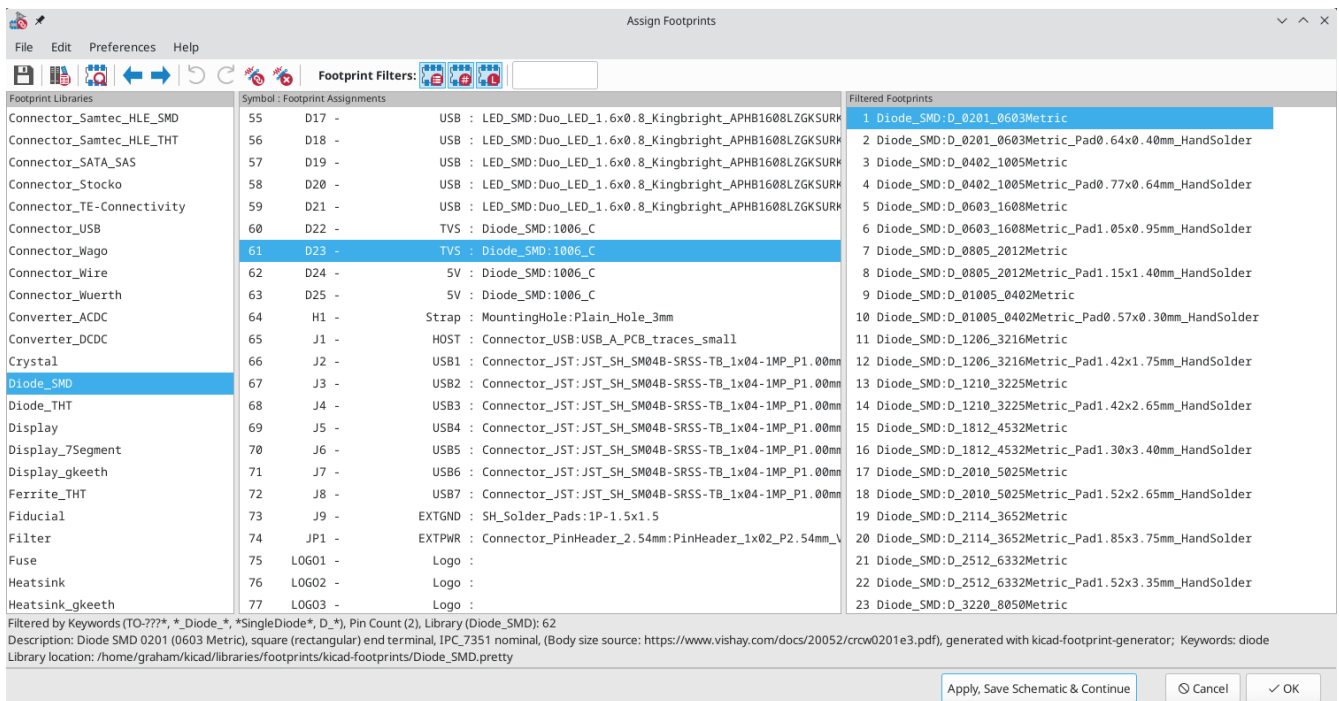 Assign Footprints
File Edit Preferences Help
Footprint Filters:
Footprint Libraries
Connector_Samtec_HLE_SMD
Connector_Samtec_HLE_THT
Connector_SATA_SAS
Connector_Stocko
Connector_TE-Connectivity
Connector_USB
Connector_Wago
Connector_Wire
Connector_Wuerth
Converter_ACDC
Converter_DCDC
Crystal
Diode_SMD
Diode_THT
Display
Display_7Segment
Display_gkeeth
Ferrite_THT
Fiducial
Filter
Fuse
Heatsink
Heatsink_gkeeth
Symbol : Footprint Assignments
55 D17 - USB : LED_SMD:Duo_LED_1.6x0.8_Kingbright_APHB1608LZGKSURK
56 D18 - USB : LED_SMD:Duo_LED_1.6x0.8_Kingbright_APHB1608LZGKSURK
57 D19 - USB : LED_SMD:Duo_LED_1.6x0.8_Kingbright_APHB1608LZGKSURK
58 D20 - USB : LED_SMD:Duo_LED_1.6x0.8_Kingbright_APHB1608LZGKSURK
59 D21 - USB : LED_SMD:Duo_LED_1.6x0.8_Kingbright_APHB1608LZGKSURK
60 D22 - TVS : Diode_SMD:1006_C
61 D23 - TVS : Diode_SMD:1006_C
62 D24 - 5V : Diode_SMD:1006_C
63 D25 - 5V : Diode_SMD:1006_C
64 H1 - Strap : MountingHole:Plain_Hole_3mm
65 J1 - HOST : Connector_USB:USB_A_PCB_traces_small
66 J2 - USB1 : Connector_JST:JST_SH_SM04B-SRSS-TB_1x04-1MP_P1.00mm
67 J3 - USB2 : Connector_JST:JST_SH_SM04B-SRSS-TB_1x04-1MP_P1.00mm
68 J4 - USB3 : Connector_JST:JST_SH_SM04B-SRSS-TB_1x04-1MP_P1.00mm
69 J5 - USB4 : Connector_JST:JST_SH_SM04B-SRSS-TB_1x04-1MP_P1.00mm
70 J6 - USB5 : Connector_JST:JST_SH_SM04B-SRSS-TB_1x04-1MP_P1.00mm
71 J7 - USB6 : Connector_JST:JST_SH_SM04B-SRSS-TB_1x04-1MP_P1.00mm
72 J8 - USB7 : Connector_JST:JST_SH_SM04B-SRSS-TB_1x04-1MP_P1.00mm
73 J9 - EXTGND : SH_Solder_Pads:1P-1.5x1.5
74 JP1 - EXTPWR : Connector_PinHeader_2.54mm:PinHeader_1x02_P2.54mm_V
75 LOGO1 - Logo :
76 LOGO2 - Logo :
77 LOGO3 - Logo :
Filtered Footprints
1 Diode_SMD:D_0201_0603Metric
2 Diode_SMD:D_0201_0603Metric_Pad0.64x0.40mm_HandSolder
3 Diode_SMD:D_0402_1005Metric
4 Diode_SMD:D_0402_1005Metric_Pad0.77x0.64mm_HandSolder
5 Diode_SMD:D_0603_1608Metric
6 Diode_SMD:D_0603_1608Metric_Pad1.05x0.95mm_HandSolder
7 Diode_SMD:D_0805_2012Metric
8 Diode_SMD:D_0805_2012Metric_Pad1.15x1.40mm_HandSolder
9 Diode_SMD:D_01005_0402Metric
10 Diode_SMD:D_01005_0402Metric_Pad0.57x0.30mm_HandSolder
11 Diode_SMD:D_1206_3216Metric
12 Diode_SMD:D_1206_3216Metric_Pad1.42x1.75mm_HandSolder
13 Diode_SMD:D_1210_3225Metric
14 Diode_SMD:D_1210_3225Metric_Pad1.42x2.65mm_HandSolder
15 Diode_SMD:D_1812_4532Metric
16 Diode_SMD:D_1812_4532Metric_Pad1.30x3.40mm_HandSolder
17 Diode_SMD:D_2010_5025Metric
18 Diode_SMD:D_2010_5025Metric_Pad1.52x2.65mm_HandSolder
19 Diode_SMD:D_2114_3652Metric
20 Diode_SMD:D_2114_3652Metric_Pad1.85x3.75mm_HandSolder
21 Diode_SMD:D_2512_6332Metric
22 Diode_SMD:D_2512_6332Metric_Pad1.52x3.35mm_HandSolder
23 Diode_SMD:D_3220_8050Metric
Filtered by Keywords (TO-???*, *_Diode_*, *SingleDiode*, D_*), Pin Count (2), Library (Diode_SMD): 62
Description: Diode SMD 0201 (0603 Metric), square (rectangular) end terminal, IPC_7351 nominal, (Body size source: https://www.vishay.com/docs/20052/crcw0201e3.pdf), generated with kicad-footprint-generator; Keywords: diode
Library location: /home/graham/kicad/libraries/footprints/kicad-footprints/Diode_SMD.pretty
Apply, Save Schematic & Continue Cancel OK